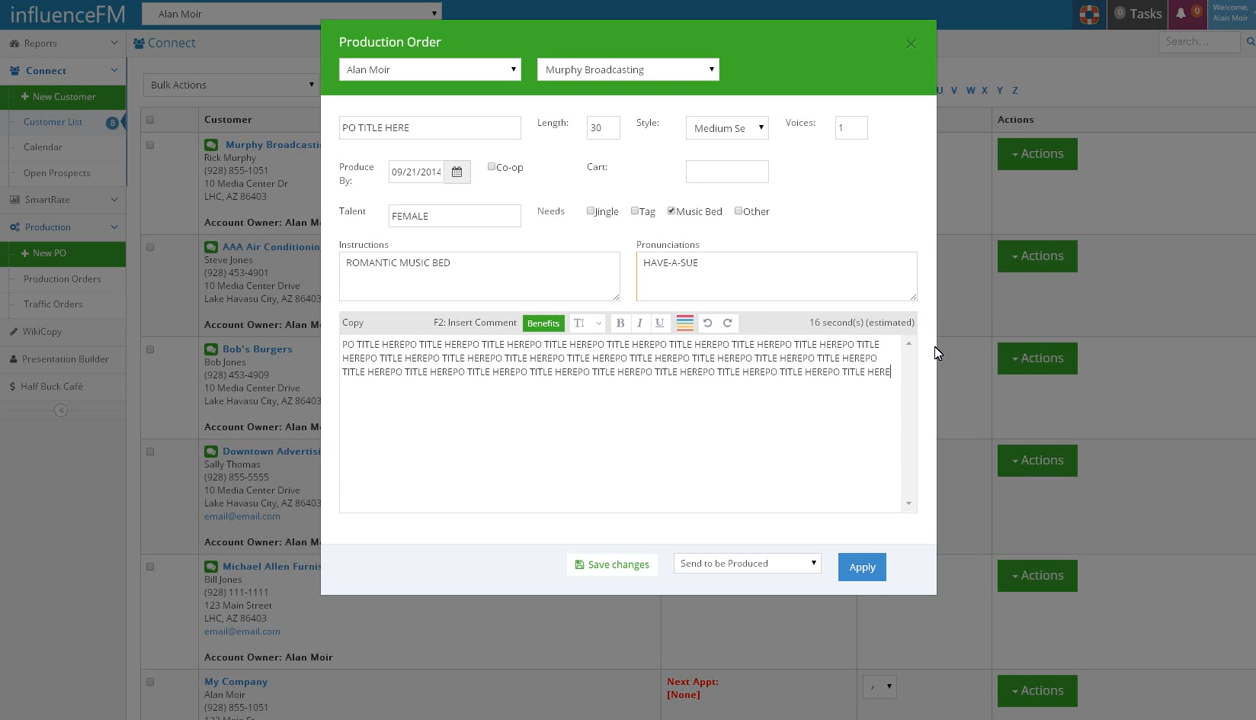 influenceFM
Alan Moir
0 Tasks
0
Welcome,
Alan Moir
Reports
Connect
+ New Customer
Customer List 8
Calendar
Open Prospects
SmartRate
Production
+ New PO
Production Orders
Traffic Orders
WikiCopy
Presentation Builder
Half Buck Café
Connect
Search...
Bulk Actions
U V W X Y Z
Customer
Actions
Murphy Broadcasti
Rick Murphy
(928) 855-1051
10 Media Center Dr
LHC, AZ 86403
Account Owner: Alan M
Actions
AAA Air Conditionin
Steve Jones
(928) 453-4901
10 Media Center Drive
Lake Havasu City, AZ 86403
Account Owner: Alan M
Actions
Bob's Burgers
Bob Jones
(928) 453-4909
10 Media Center Drive
Lake Havasu City, AZ 86403
Account Owner: Alan M
Actions
Downtown Advertisi
Sally Thomas
(928) 855-5555
10 Media Center Drive
Lake Havasu City, AZ 86403
email@email.com
Account Owner: Alan M
Actions
Michael Allen Furnis
Bill Jones
(928) 111-1111
123 Main Street
LHC, AZ 86403
email@email.com
Account Owner: Alan Moir
Actions
My Company
Alan Moir
(928) 855-1051
Next Appt:
[None]
Actions
Production Order
Alan Moir
Murphy Broadcasting
PO TITLE HERE
Length: 30
Style: Medium Se
Voices: 1
Produce
By: 09/21/2014
Co-op
Cart:
Talent FEMALE
Needs Jingle Tag Music Bed Other
Instructions
ROMANTIC MUSIC BED
Pronunciations
HAVE-A-SUE
Copy F2: Insert Comment Benefits B I U 16 second(s) (estimated)
PO TITLE HEREPO TITLE HEREPO TITLE HEREPO TITLE HEREPO TITLE HEREPO TITLE HEREPO TITLE HEREPO TITLE HEREPO TITLE
HEREPO TITLE HEREPO TITLE HEREPO TITLE HEREPO TITLE HEREPO TITLE HEREPO TITLE HEREPO TITLE HEREPO TITLE HEREPO
TITLE HEREPO TITLE HEREPO TITLE HEREPO TITLE HEREPO TITLE HEREPO TITLE HEREPO TITLE HEREPO TITLE HEREPO TITLE HERE
Save changes
Send to be Produced
Apply